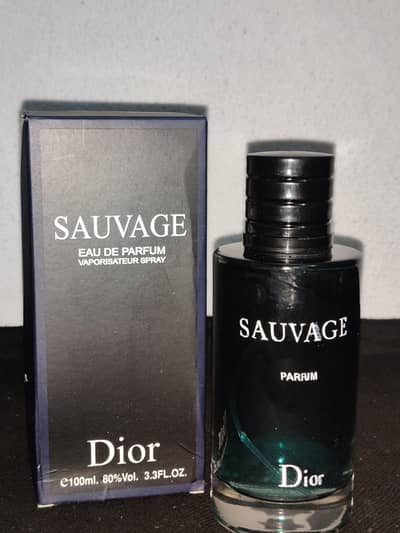 SAUVAGE
EAU DE PARFUM
VAPORISATEUR SPRAY
Dior
℮100ml. 80%Vol. 3.3FL.OZ.
SAUVAGE
PARFUM
Dior